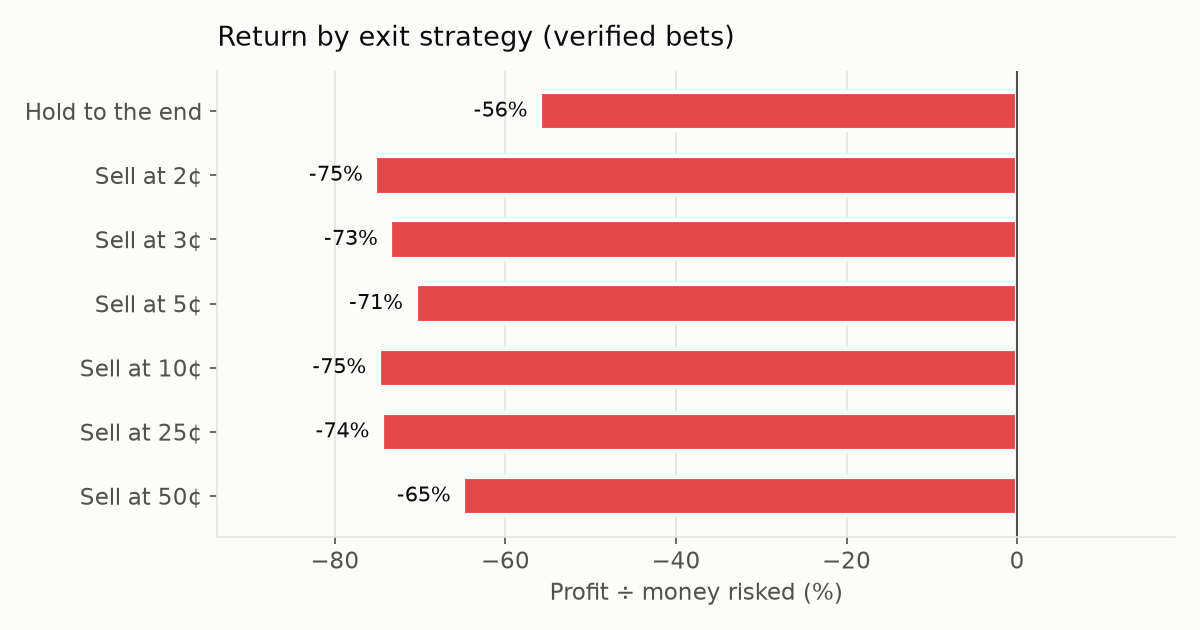 Return by exit strategy (verified bets)
Hold to the end
-56%
Sell at 2¢
-75%
Sell at 3¢
-73%
Sell at 5¢
-71%
Sell at 10¢
-75%
Sell at 25¢
-74%
Sell at 50¢
-65%
−80 −60 −40 −20 0
Profit ÷ money risked (%)